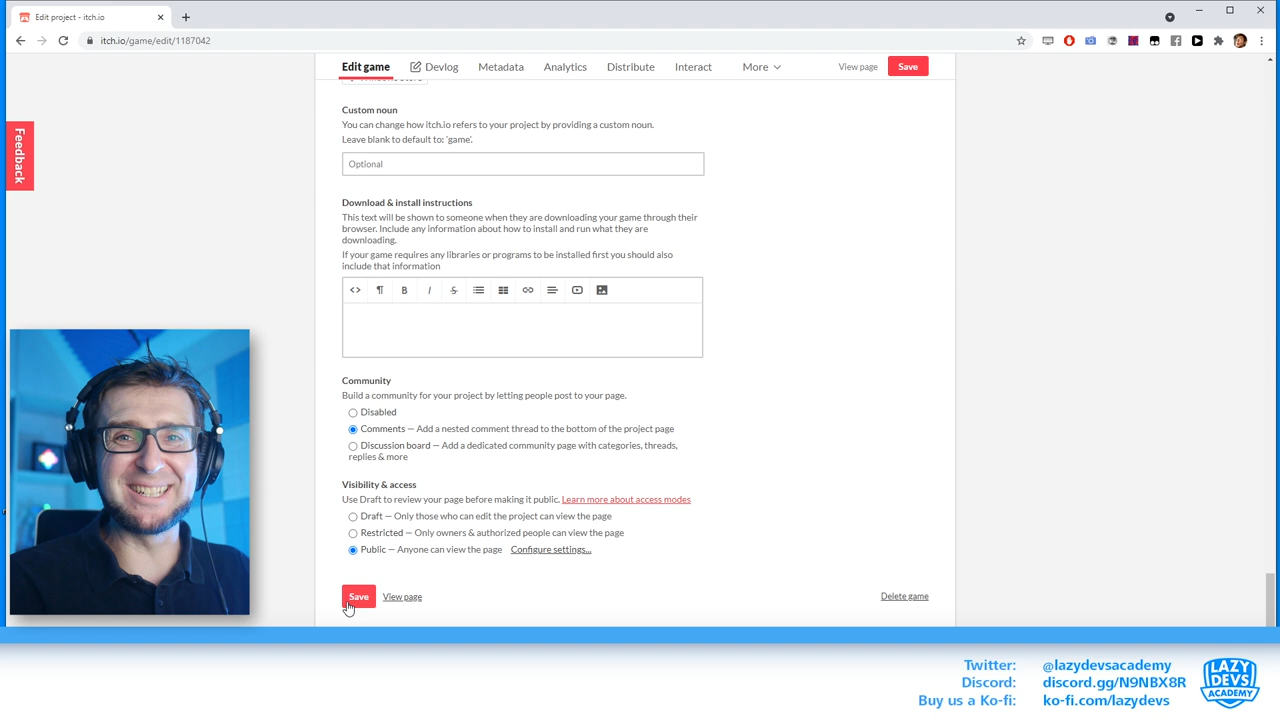 Edit project - itch.io
itch.io/game/edit/1187042
Edit game
Devlog
Metadata
Analytics
Distribute
Interact
More
View page
Save
Feedback
Custom noun
You can change how itch.io refers to your project by providing a custom noun.
Leave blank to default to: 'game'.
Optional
Download & install instructions
This text will be shown to someone when they are downloading your game through their
browser. Include any information about how to install and run what they are
downloading.
If your game requires any libraries or programs to be installed first you should also
include that information
Community
Build a community for your project by letting people post to your page.
Disabled
Comments — Add a nested comment thread to the bottom of the project page
Discussion board — Add a dedicated community page with categories, threads,
replies & more
Visibility & access
Use Draft to review your page before making it public. Learn more about access modes
Draft — Only those who can edit the project can view the page
Restricted — Only owners & authorized people can view the page
Public — Anyone can view the page Configure settings...
Save
View page
Delete game
Twitter: @lazydevsacademy
Discord: discord.gg/N9NBX8R
Buy us a Ko-fi: ko-fi.com/lazydevs
LAZY
DEVS
ACADEMY